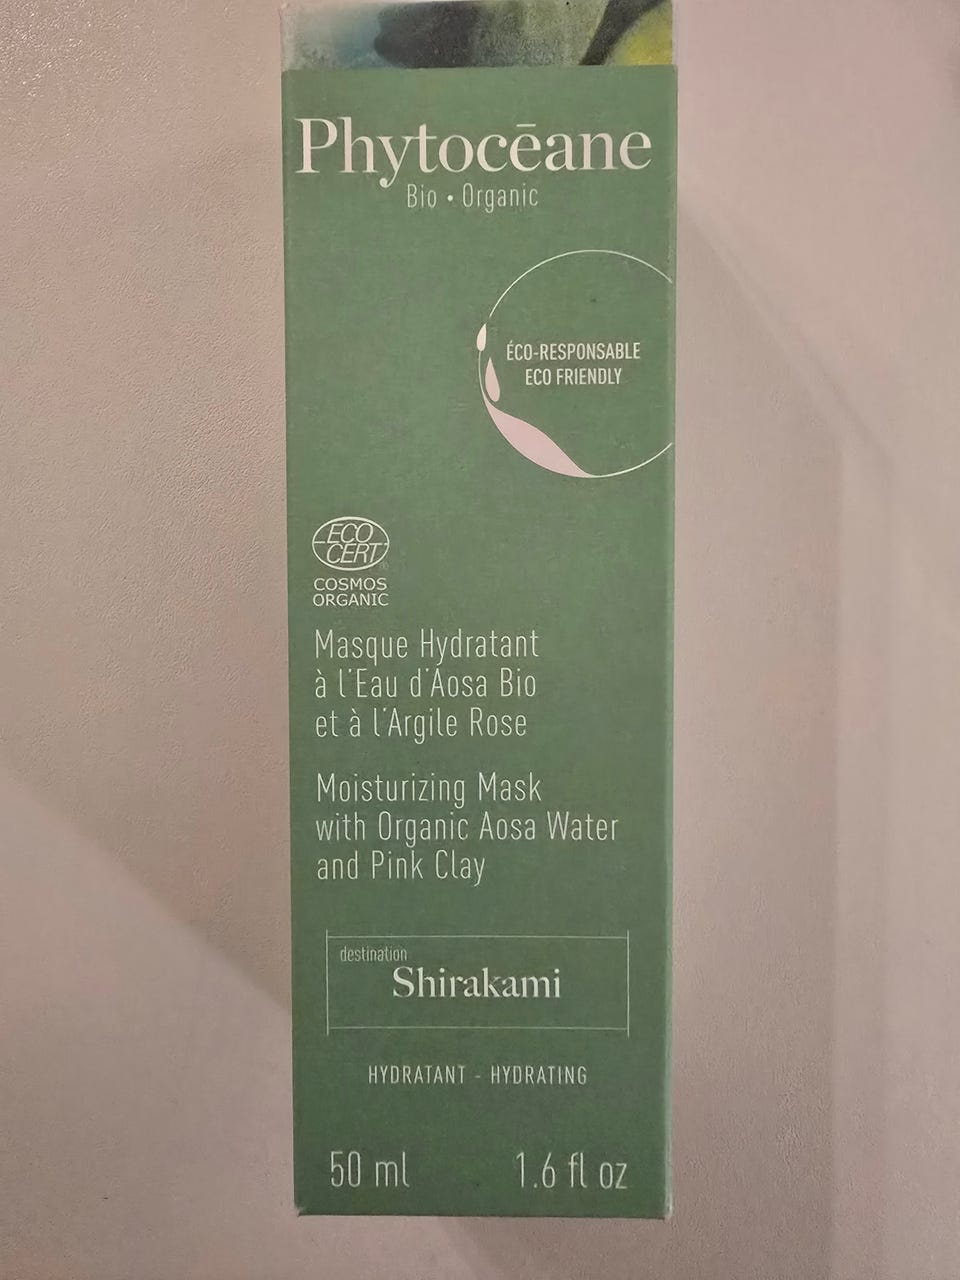 Phytocēane
Bio • Organic
ÉCO-RESPONSABLE
ECO FRIENDLY
ECO
CERT
COSMOS
ORGANIC
Masque Hydratant
à l'Eau d'Aosa Bio
et à l'Argile Rose
Moisturizing Mask
with Organic Aosa Water
and Pink Clay
destination
Shirakami
HYDRATANT - HYDRATING
50 ml 1.6 fl oz